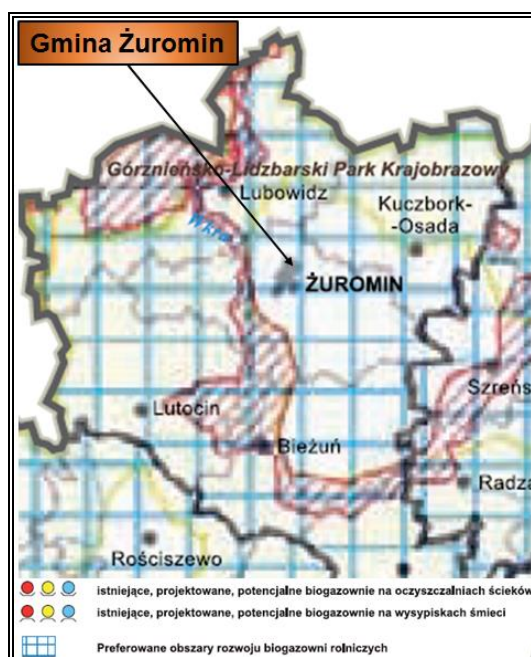 Gmina Żuromin
Górznieńsko-Lidzbarski Park Krajobrazowy
Lubowidz
Kuczbork-
-Osada
Wkra
ŻUROMIN
Szreńs
Lutocin
Bieżuń
Radza
Rościszewo
istniejące, projektowane, potencjalne biogazownie na oczyszczalniach ścieków
istniejące, projektowane, potencjalne biogazownie na wysypiskach śmieci
Preferowane obszary rozwoju biogazowni rolniczych